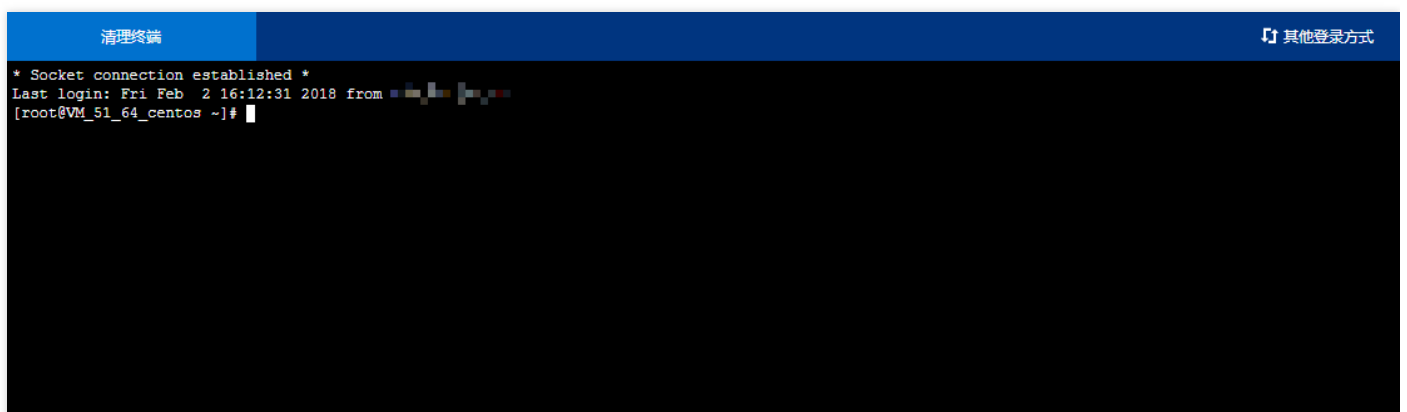 清理终端
其他登录方式
* Socket connection established *
Last login: Fri Feb  2 16:12:31 2018 from
[root@VM_51_64_centos ~]#